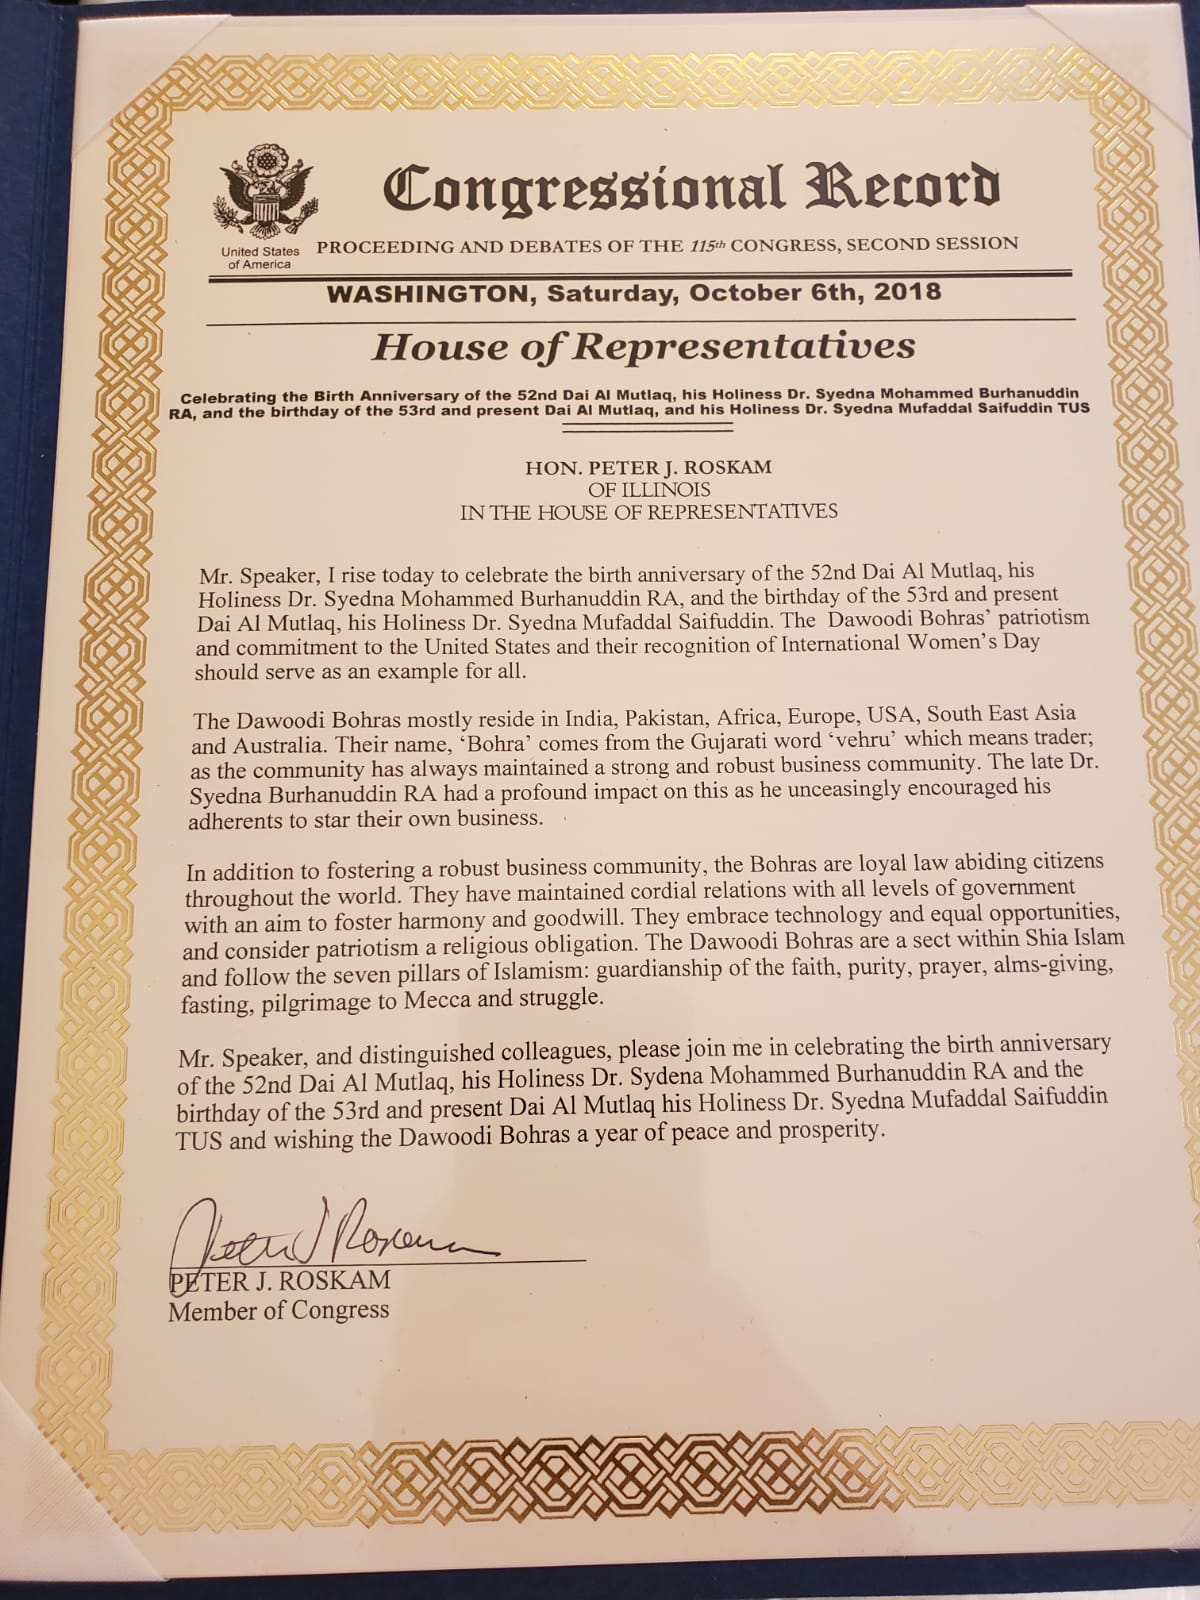 Congressional Record
United States
of America
PROCEEDING AND DEBATES OF THE 115th CONGRESS, SECOND SESSION
WASHINGTON, Saturday, October 6th, 2018
House of Representatives
Celebrating the Birth Anniversary of the 52nd Dai Al Mutlaq, his Holiness Dr. Syedna Mohammed Burhanuddin
RA, and the birthday of the 53rd and present Dai Al Mutlaq, and his Holiness Dr. Syedna Mufaddal Saifuddin TUS
HON. PETER J. ROSKAM
OF ILLINOIS
IN THE HOUSE OF REPRESENTATIVES
Mr. Speaker, I rise today to celebrate the birth anniversary of the 52nd Dai Al Mutlaq, his
Holiness Dr. Syedna Mohammed Burhanuddin RA, and the birthday of the 53rd and present
Dai Al Mutlaq, his Holiness Dr. Syedna Mufaddal Saifuddin. The Dawoodi Bohras’ patriotism
and commitment to the United States and their recognition of International Women’s Day
should serve as an example for all.
The Dawoodi Bohras mostly reside in India, Pakistan, Africa, Europe, USA, South East Asia
and Australia. Their name, ‘Bohra’ comes from the Gujarati word ‘vehru’ which means trader;
as the community has always maintained a strong and robust business community. The late Dr.
Syedna Burhanuddin RA had a profound impact on this as he unceasingly encouraged his
adherents to star their own business.
In addition to fostering a robust business community, the Bohras are loyal law abiding citizens
throughout the world. They have maintained cordial relations with all levels of government
with an aim to foster harmony and goodwill. They embrace technology and equal opportunities,
and consider patriotism a religious obligation. The Dawoodi Bohras are a sect within Shia Islam
and follow the seven pillars of Islamism: guardianship of the faith, purity, prayer, alms-giving,
fasting, pilgrimage to Mecca and struggle.
Mr. Speaker, and distinguished colleagues, please join me in celebrating the birth anniversary
of the 52nd Dai Al Mutlaq, his Holiness Dr. Sydena Mohammed Burhanuddin RA and the
birthday of the 53rd and present Dai Al Mutlaq his Holiness Dr. Syedna Mufaddal Saifuddin
TUS and wishing the Dawoodi Bohras a year of peace and prosperity.
Peter J Roskam
PETER J. ROSKAM
Member of Congress